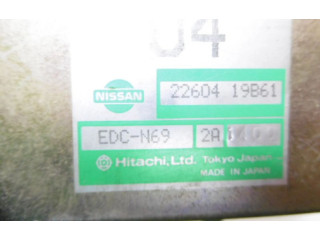 04
NISSAN 22604 19B61
EDC-N69 2A
Hitachi, Ltd. Tokyo Japan
MADE IN JAPAN